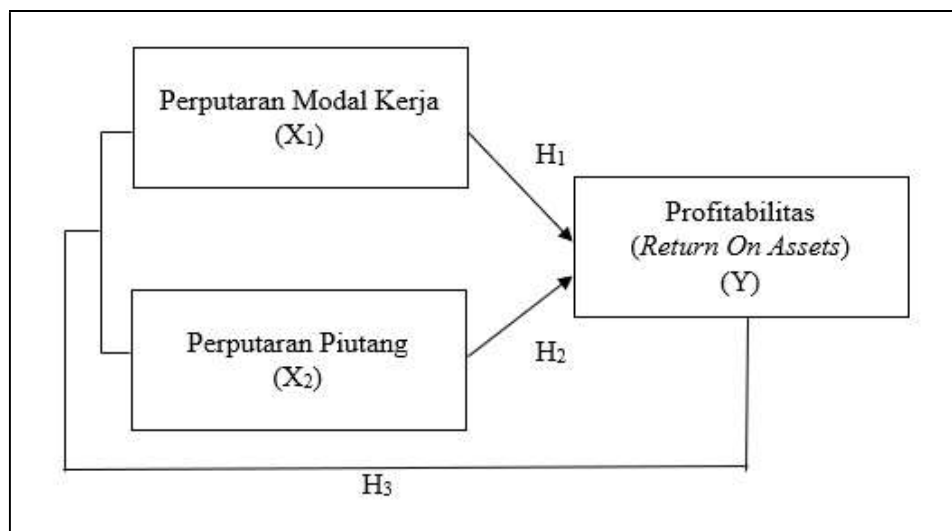 Perputaran Modal Kerja
(X₁)
H₁
Profitabilitas
(Return On Assets)
(Y)
Perputaran Piutang
(X₂)
H₂
H₃